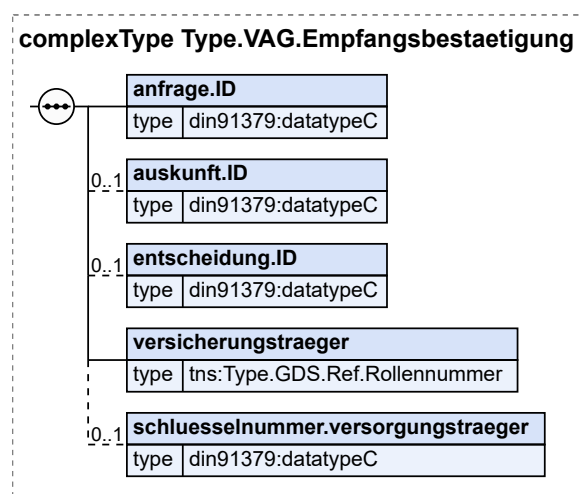 complexType Type.VAG.Empfangsbestaetigung
anfrage.ID
type din91379:datatypeC
0..1 auskunft.ID
type din91379:datatypeC
0..1 entscheidung.ID
type din91379:datatypeC
versicherungstraeger
type tns:Type.GDS.Ref.Rollennummer
0..1 schluesselnummer.versorgungstraeger
type din91379:datatypeC